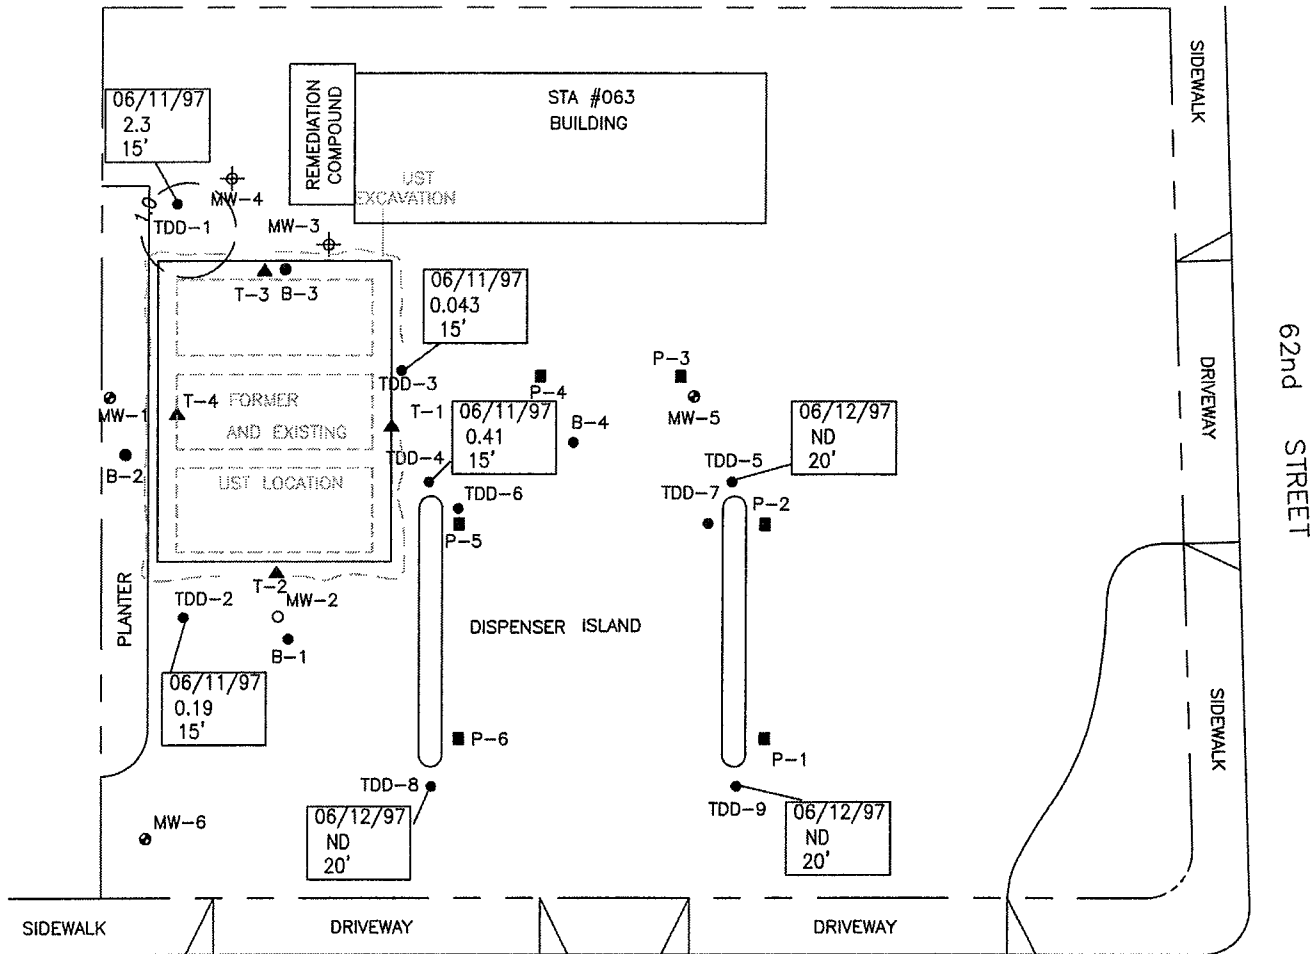 SIDEWALK
STA #063
BUILDING
REMEDIATION
COMPOUND
06/11/97
2.3
15'
UST
EXCAVATION
MW-4
1.0
TDD-1
MW-3
T-3
B-3
06/11/97
0.043
15'
TDD-3
P-4
P-3
MW-5
62nd STREET
DRIVEWAY
MW-1
T-4
FORMER
AND EXISTING
UST LOCATION
T-1
06/11/97
0.41
15'
TDD-4
B-4
06/12/97
ND
20'
TDD-5
B-2
TDD-6
P-5
TDD-7
P-2
PLANTER
T-2
MW-2
TDD-2
B-1
DISPENSER ISLAND
06/11/97
0.19
15'
P-6
P-1
SIDEWALK
TDD-8
06/12/97
ND
20'
TDD-9
06/12/97
ND
20'
MW-6
SIDEWALK
DRIVEWAY
DRIVEWAY